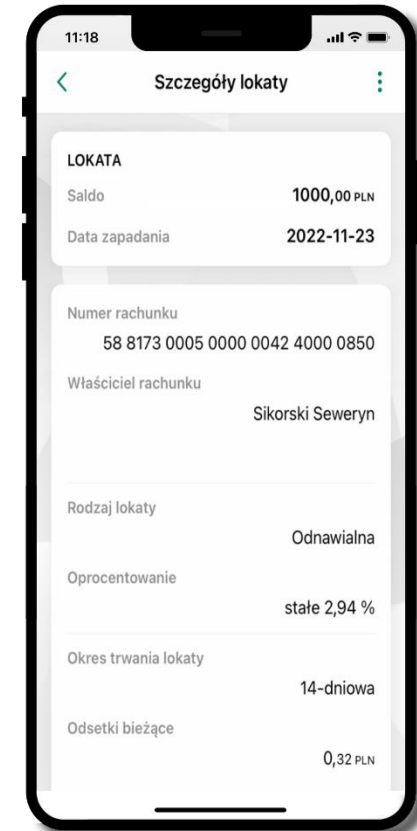 11:18
Szczegóły lokaty
LOKATA
Saldo 1000,00 PLN
Data zapadania 2022-11-23
Numer rachunku
58 8173 0005 0000 0042 4000 0850
Właściciel rachunku
Sikorski Seweryn
Rodzaj lokaty
Odnawialna
Oprocentowanie
stałe 2,94 %
Okres trwania lokaty
14-dniowa
Odsetki bieżące
0,32 PLN